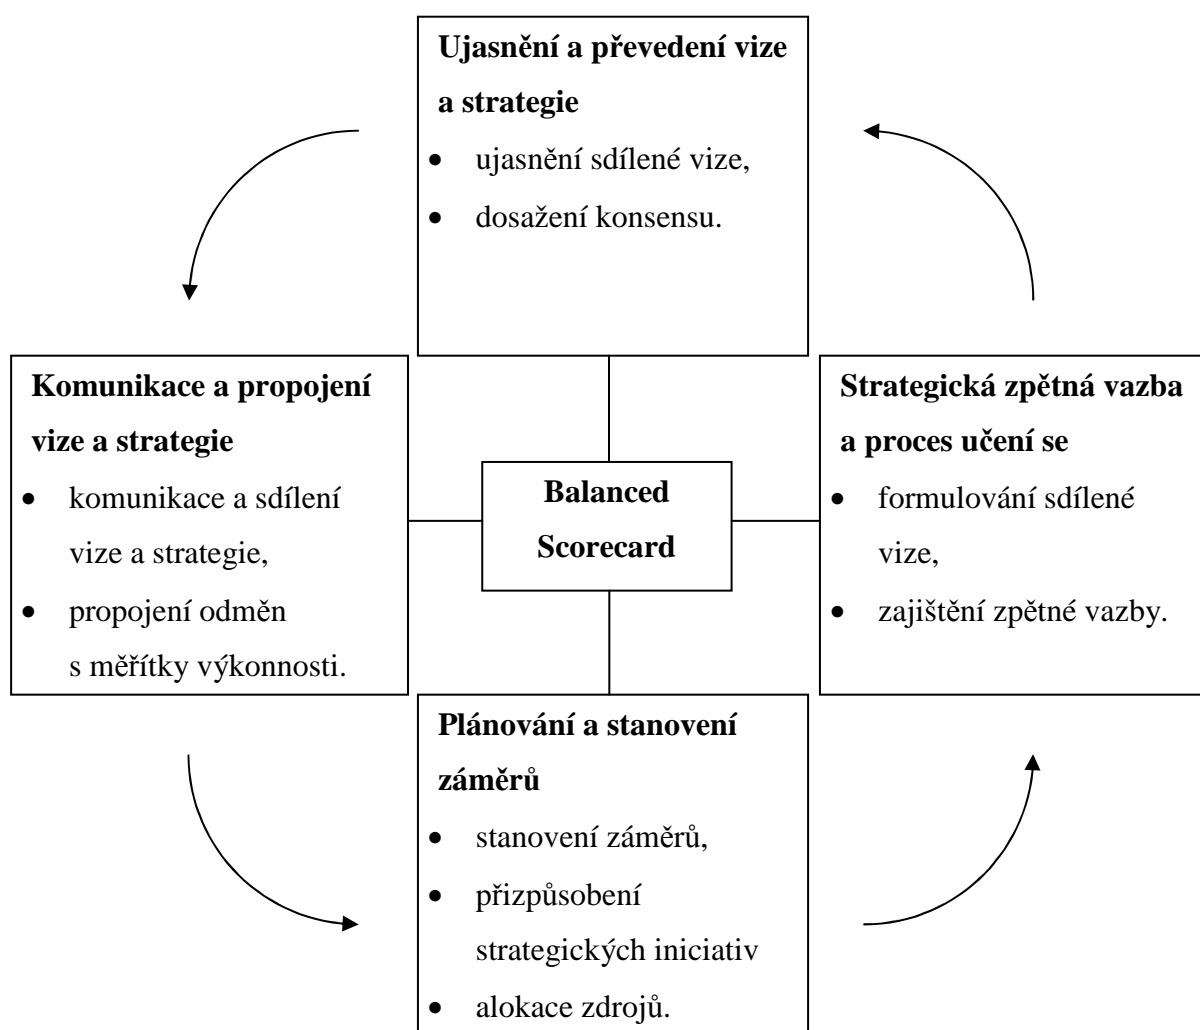 Ujasnění a převedení vize
a strategie
• ujasnění sdílené vize,
• dosažení konsensu.
Komunikace a propojení
vize a strategie
• komunikace a sdílení
vize a strategie,
• propojení odměn
s měřítky výkonnosti.
Balanced
Scorecard
Strategická zpětná vazba
a proces učení se
• formulování sdílené
vize,
• zajištění zpětné vazby.
Plánování a stanovení
záměrů
• stanovení záměrů,
• přizpůsobení
strategických iniciativ
• alokace zdrojů.